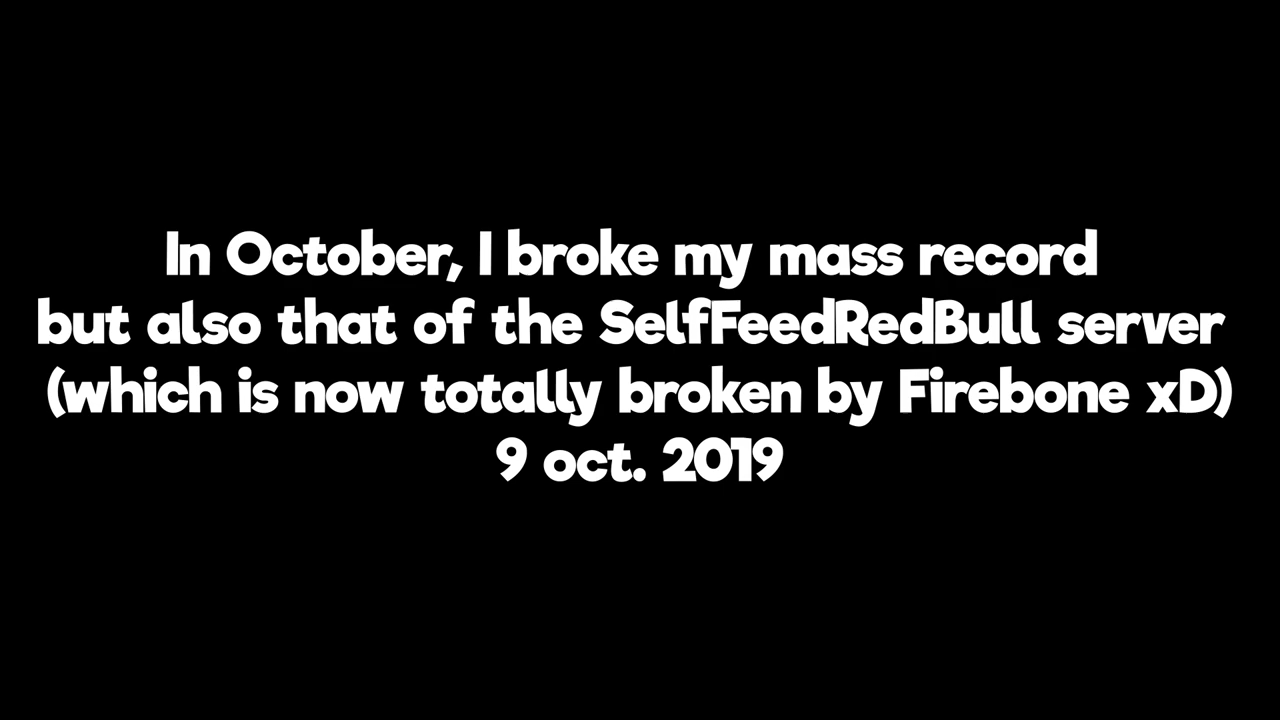 In October, I broke my mass record
but also that of the SelfFeedRedBull server
(which is now totally broken by Firebone xD)
9 oct. 2019